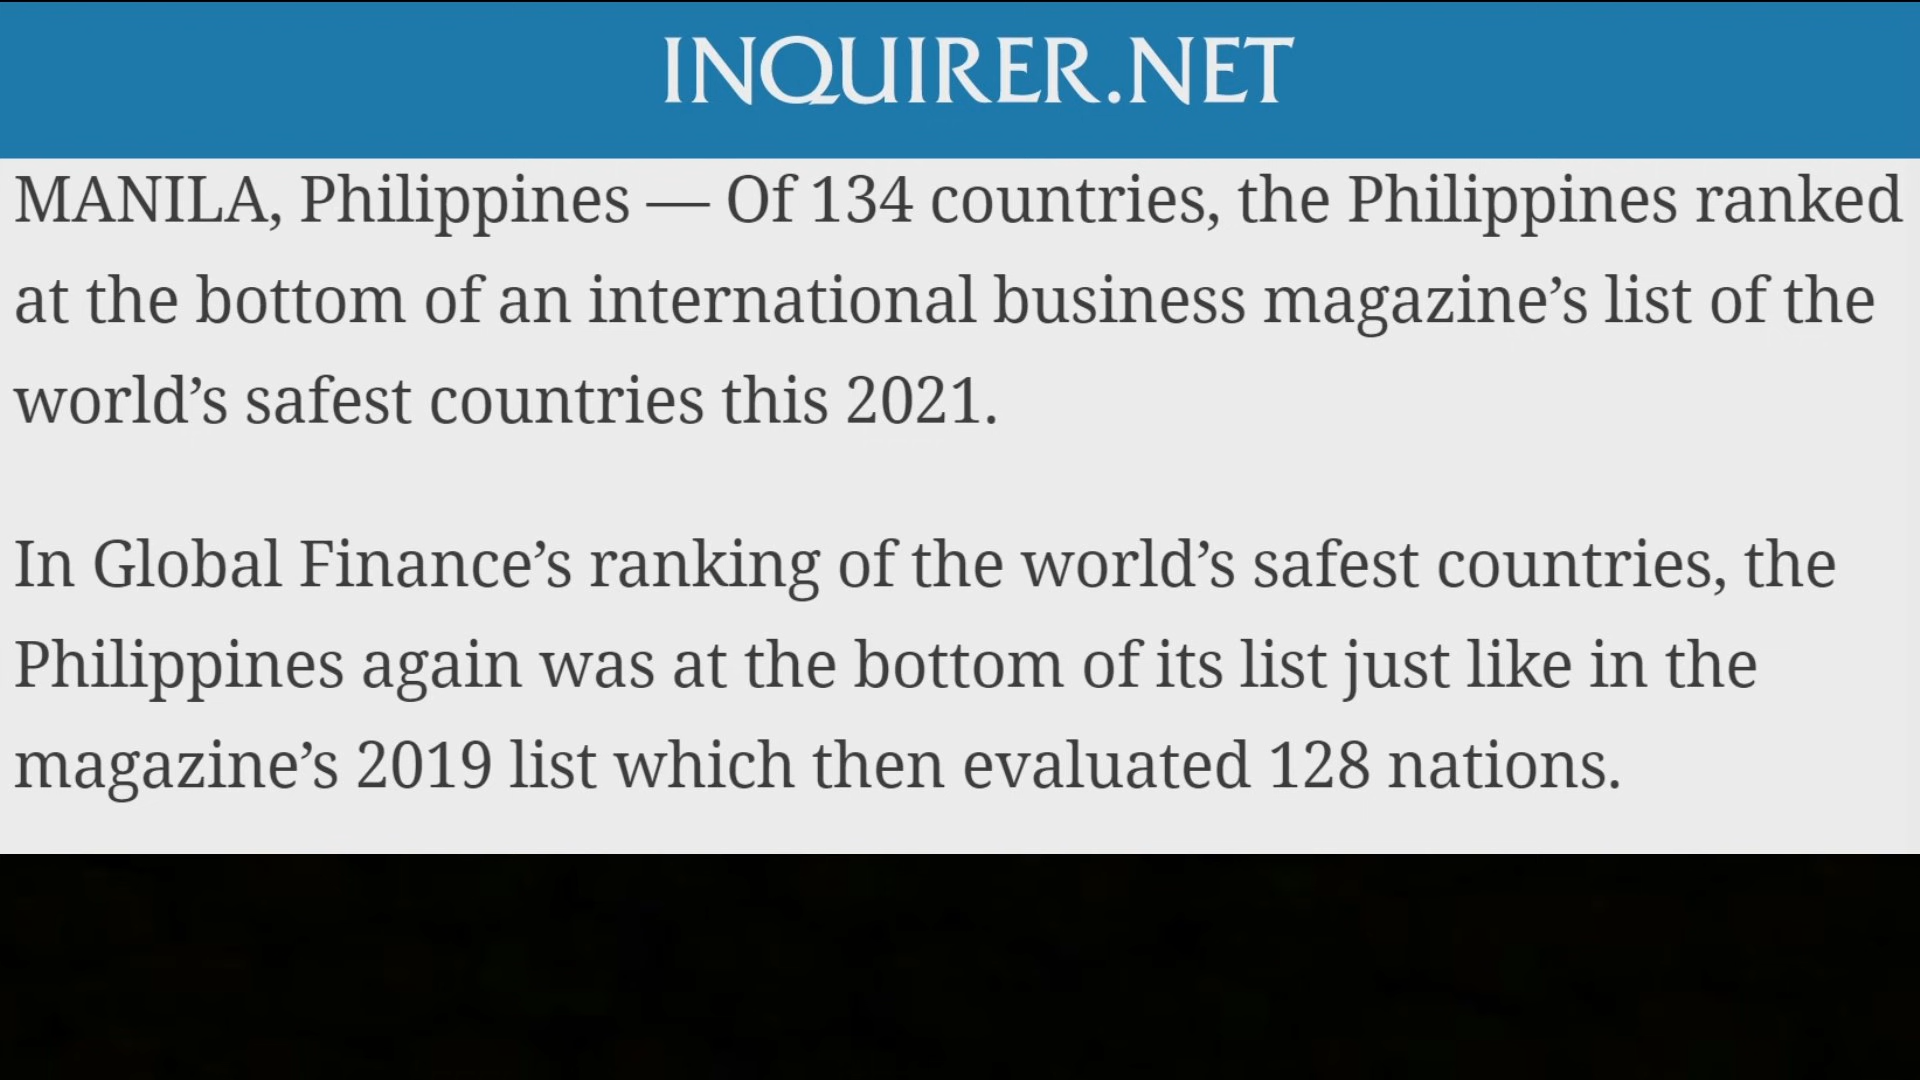 INQUIRER.NET
MANILA, Philippines — Of 134 countries, the Philippines ranked
at the bottom of an international business magazine’s list of the
world’s safest countries this 2021.
In Global Finance’s ranking of the world’s safest countries, the
Philippines again was at the bottom of its list just like in the
magazine’s 2019 list which then evaluated 128 nations.